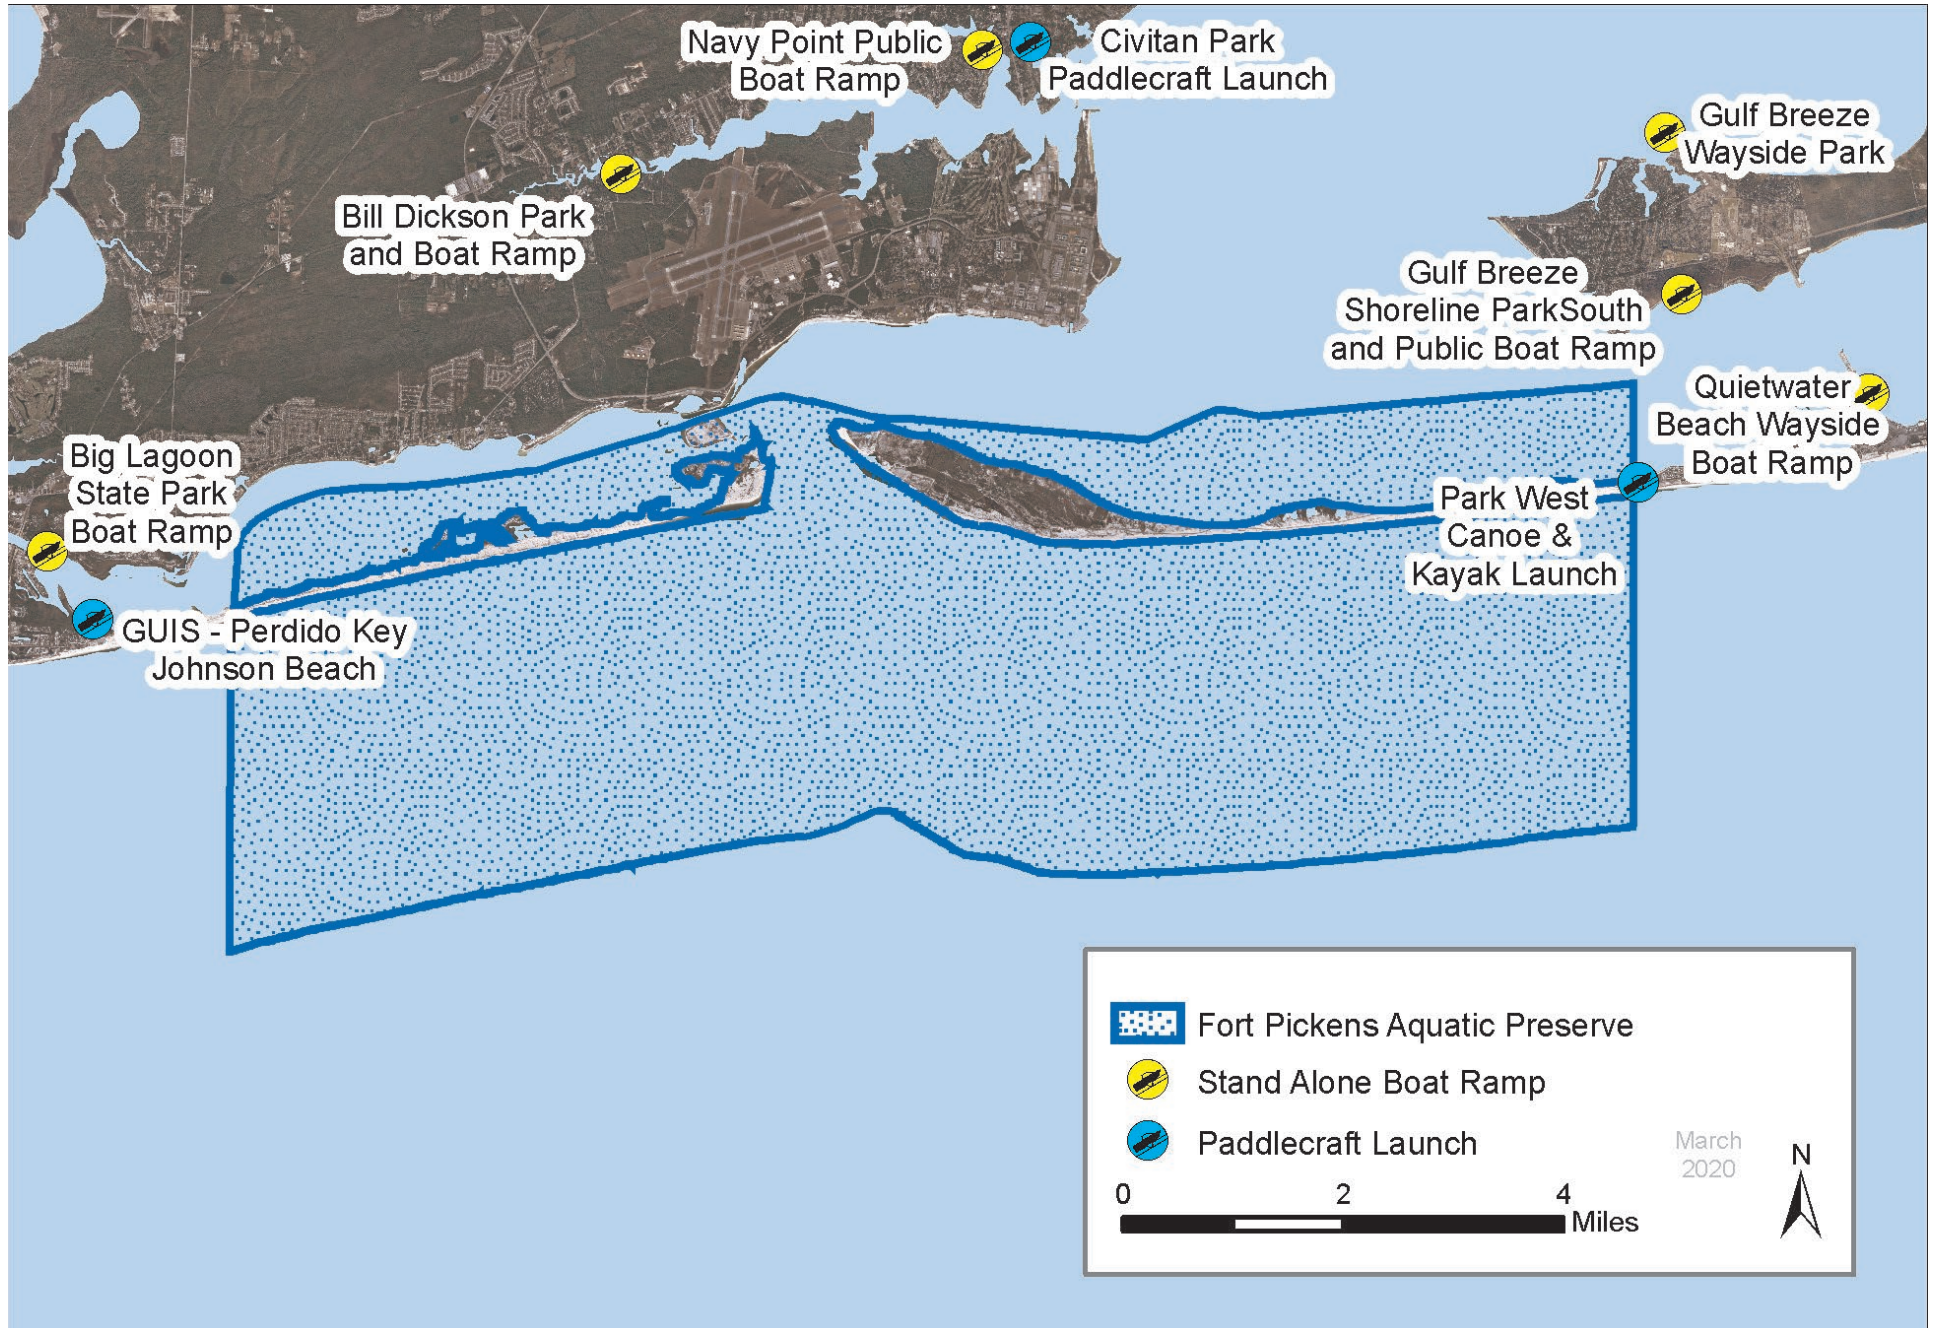 Navy Point Public
Boat Ramp
Civitan Park
Paddlecraft Launch
Gulf Breeze
Wayside Park
Bill Dickson Park
and Boat Ramp
Gulf Breeze
Shoreline ParkSouth
and Public Boat Ramp
Quietwater
Beach Wayside
Boat Ramp
Big Lagoon
State Park
Boat Ramp
Park West
Canoe &
Kayak Launch
GUIS - Perdido Key
Johnson Beach
Fort Pickens Aquatic Preserve
Stand Alone Boat Ramp
Paddlecraft Launch
March
2020
N
0 2 4
Miles